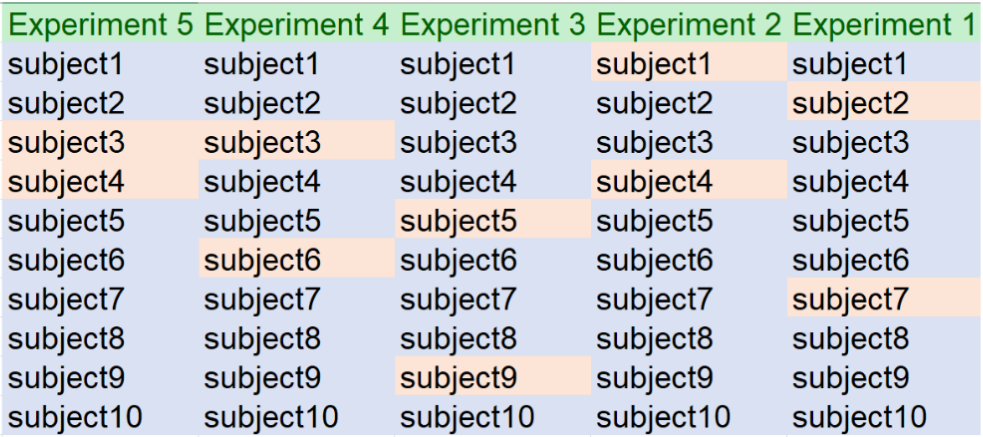 Experiment 5 Experiment 4 Experiment 3 Experiment 2 Experiment 1
subject1 subject1 subject1 subject1 subject1
subject2 subject2 subject2 subject2 subject2
subject3 subject3 subject3 subject3 subject3
subject4 subject4 subject4 subject4 subject4
subject5 subject5 subject5 subject5 subject5
subject6 subject6 subject6 subject6 subject6
subject7 subject7 subject7 subject7 subject7
subject8 subject8 subject8 subject8 subject8
subject9 subject9 subject9 subject9 subject9
subject10 subject10 subject10 subject10 subject10